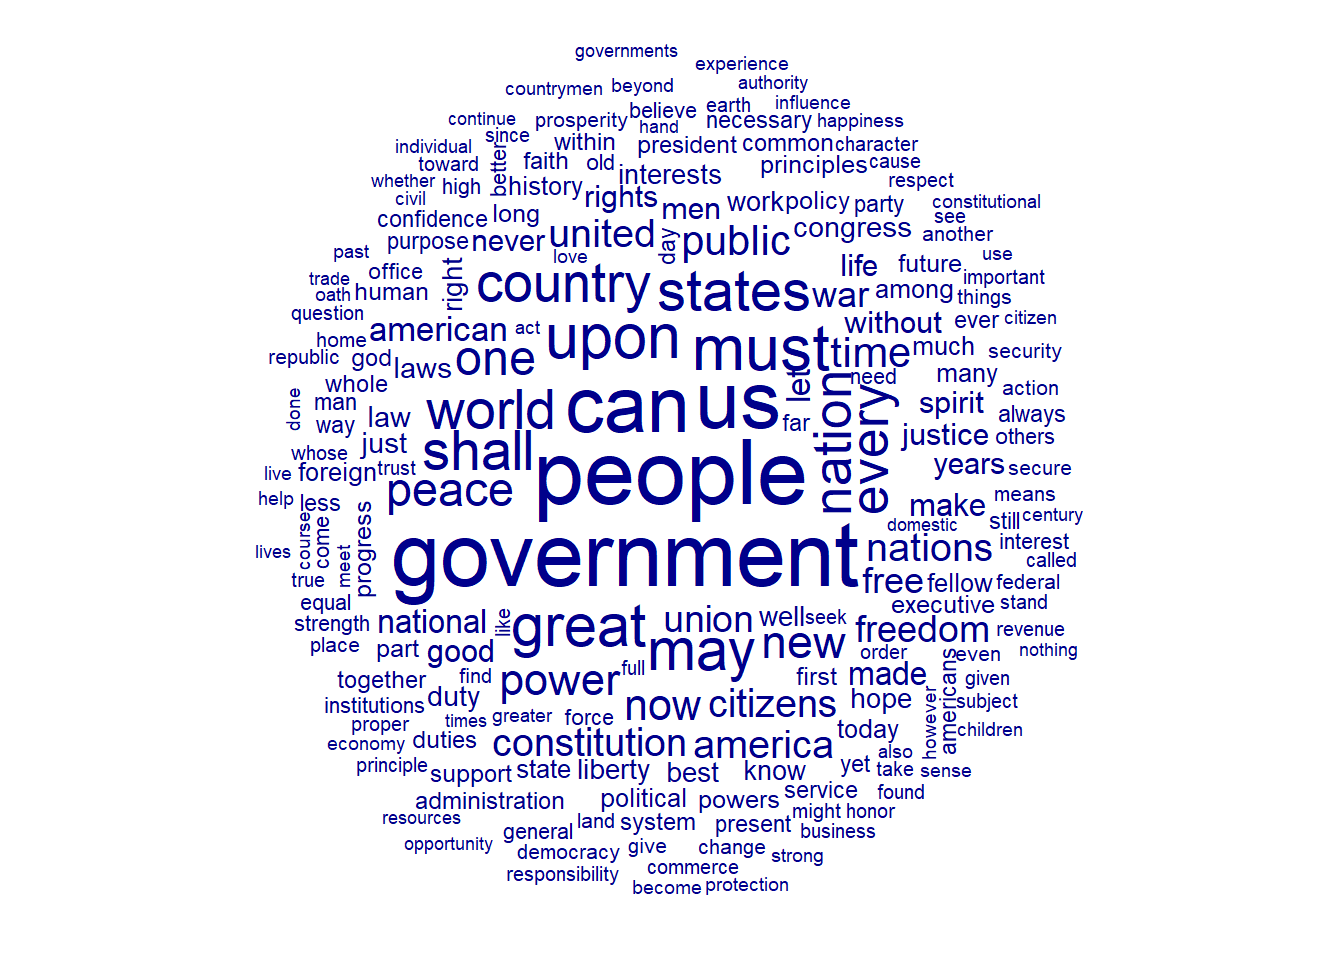 governments
experience
countrymen beyond authority
believe earth influence
continue prosperity hand necessary happiness
individual since within president common character
toward better faith old interests principles cause
whether high history rights men work policy party respect
civil confidence long constitutional
purpose never united day public congress another see
past love
trade office right country states life future use
oath human war among important things
question american act upon must without ever citizen
home time much
republic god laws one let need many security
whole world can us nation every spirit action
done man law far always
way just shall justice others
whose
live foreign trust people years secure
help less peace make means
course come progress domestic still century
lives meet government nations interest
true called
equal free fellow federal
strength national like great union well seek executive stand
freedom revenue
place part good may new order americans even nothing
together find power full first made given
institutions duty now citizens hope however subject
proper times greater force
economy duties constitution america today children
principle support state liberty best know yet also take sense
administration political powers service found
resources land system present might honor
general business
opportunity democracy give change strong
responsibility commerce
become protection